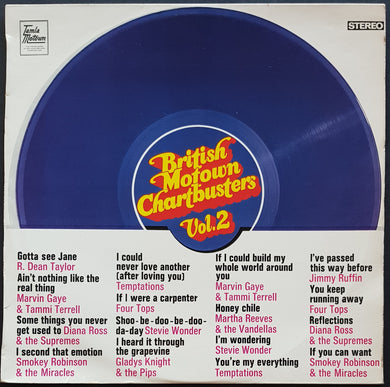 Tamla
Motown
STEREO
British
Motown
Chartbusters
Vol.2
Gotta see Jane
R. Dean Taylor
Ain't nothing like the
real thing
Marvin Gaye
& Tammi Terrell
Some things you never
get used to Diana Ross
& the Supremes
I second that emotion
Smokey Robinson
& the Miracles
I could
never love another
(after loving you)
Temptations
If I were a carpenter
Four Tops
Shoo-be-doo-be-doo-
da-day Stevie Wonder
I heard it through
the grapevine
Gladys Knight
& the Pips
If I could build my
whole world around
you
Marvin Gaye
& Tammi Terrell
Honey chile
Martha Reeves
& the Vandellas
I'm wondering
Stevie Wonder
You're my everything
Temptations
I've passed
this way before
Jimmy Ruffin
You keep
running away
Four Tops
Reflections
Diana Ross
& the Supremes
If you can want
Smokey Robinson
& the Miracles